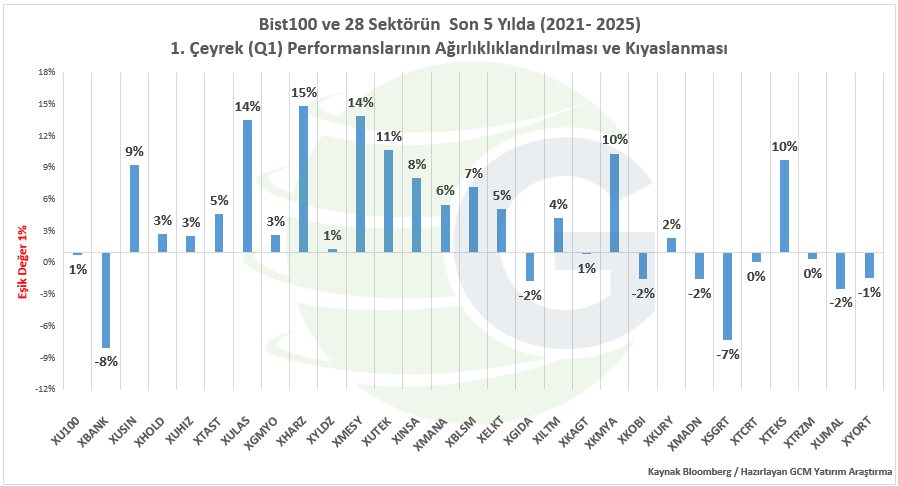 Bist100 ve 28 Sektörün Son 5 Yılda (2021- 2025)
1. Çeyrek (Q1) Performanslarının Ağırlıklıklandırılması ve Kıyaslanması
18%
15%
12%
9%
6%
3%
0%
-3%
-6%
-9%
-12%
Eşik Değer 1%
1%
-8%
9%
3%
3%
5%
14%
3%
15%
1%
14%
11%
8%
6%
7%
5%
-2%
4%
1%
10%
-2%
2%
-2%
-7%
0%
10%
0%
-2%
-1%
XU100
XBANK
XUSIN
XHOLD
XUHIZ
XTAST
XULAS
XGMYO
XHARZ
XYLDZ
XMESY
XUTEK
XINSA
XMANA
XBLSM
XELKT
XGIDA
XILTM
XKAGT
XKMYA
XKOBI
XKURY
XMADN
XSGRT
XTCRT
XTEKS
XTRZM
XUMAL
XYORT
Kaynak Bloomberg / Hazırlayan GCM Yatırım Araştırma